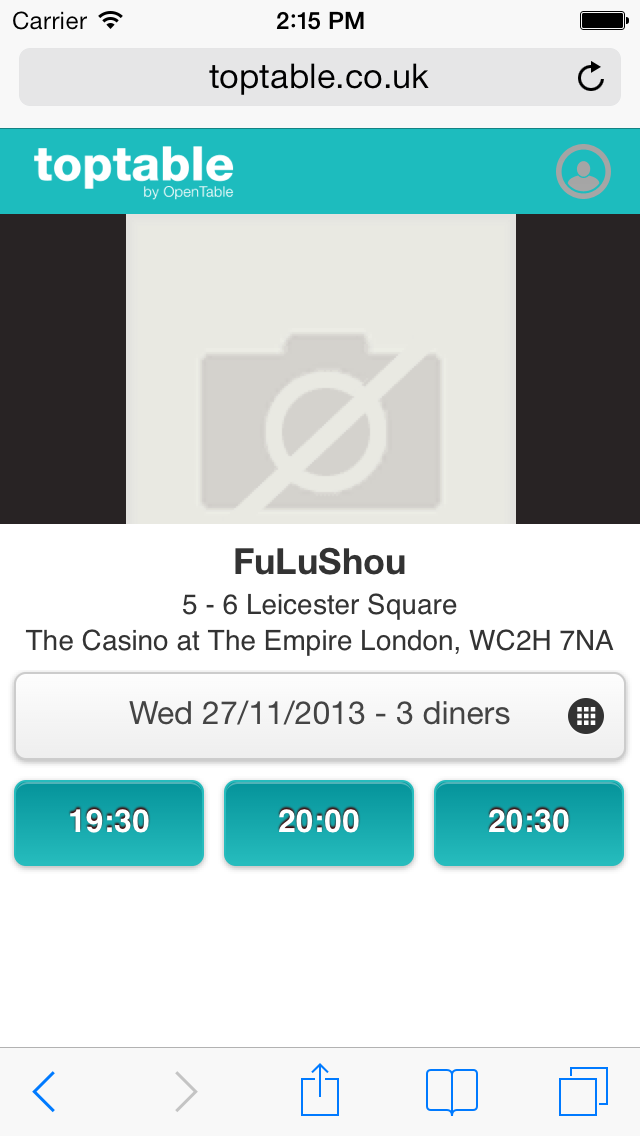 Carrier 2:15 PM
toptable.co.uk
toptable
by OpenTable
FuLuShou
5 - 6 Leicester Square
The Casino at The Empire London, WC2H 7NA
Wed 27/11/2013 - 3 diners
19:30 20:00 20:30